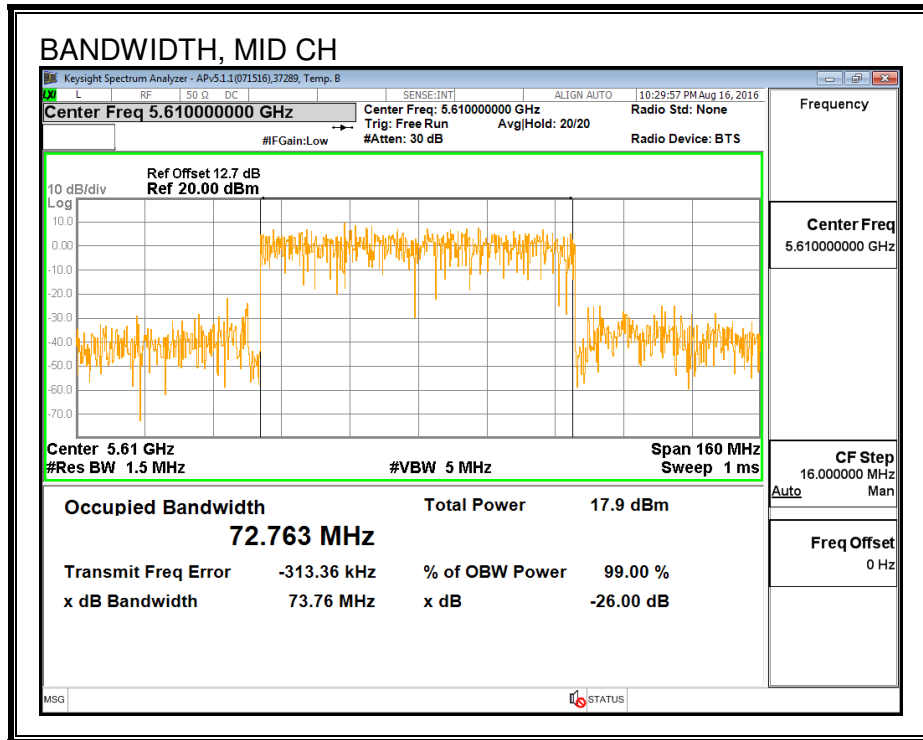 BANDWIDTH, MID CH
Keysight Spectrum Analyzer - APv5.1.1(071516),37289, Temp. B
LXI L RF 50 Ω DC SENSE:INT ALIGN AUTO 10:29:57 PM Aug 16, 2016
Center Freq 5.610000000 GHz
Center Freq: 5.610000000 GHz
Radio Std: None
Trig: Free Run Avg|Hold: 20/20
#IFGain:Low #Atten: 30 dB Radio Device: BTS
Ref Offset 12.7 dB
10 dB/div Ref 20.00 dBm
Log
10.0
0.00
-10.0
-20.0
-30.0
-40.0
-50.0
-60.0
-70.0
Center 5.61 GHz Span 160 MHz
#Res BW 1.5 MHz #VBW 5 MHz Sweep 1 ms
Occupied Bandwidth Total Power 17.9 dBm
72.763 MHz
Transmit Freq Error -313.36 kHz % of OBW Power 99.00 %
x dB Bandwidth 73.76 MHz x dB -26.00 dB
MSG STATUS
Frequency
Center Freq
5.610000000 GHz
CF Step
16.000000 MHz
Auto Man
Freq Offset
0 Hz